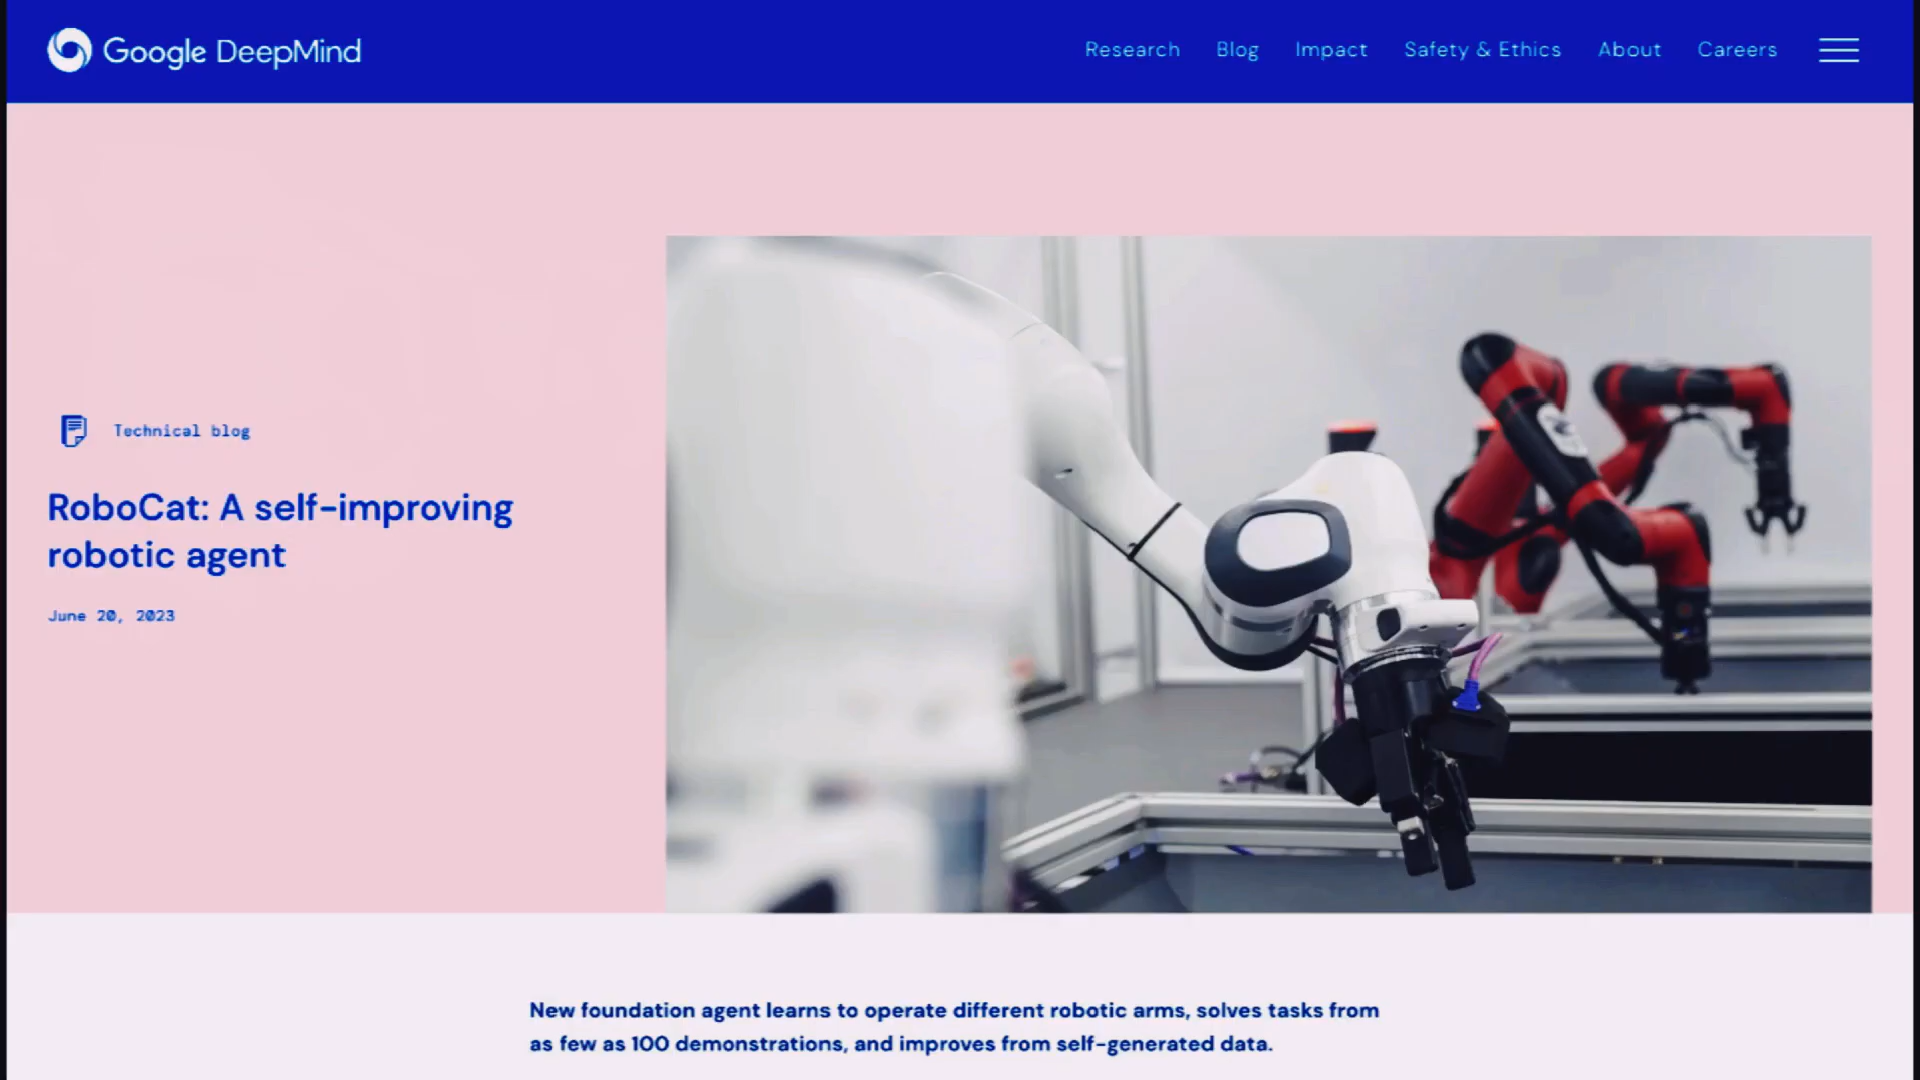 Google DeepMind
Research Blog Impact Safety & Ethics About Careers
Technical blog
RoboCat: A self-improving
robotic agent
June 20, 2023
New foundation agent learns to operate different robotic arms, solves tasks from
as few as 100 demonstrations, and improves from self-generated data.